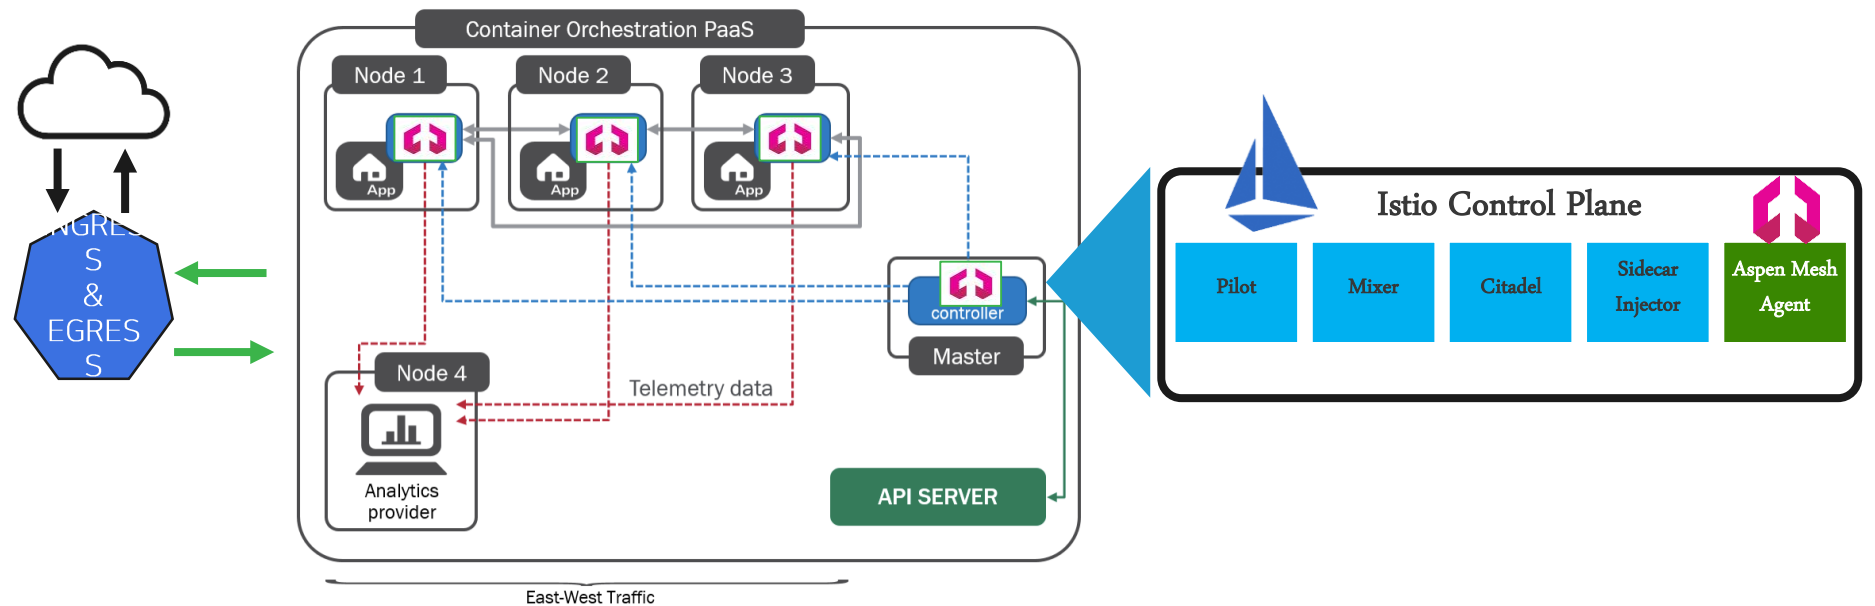 Container Orchestration PaaS
Node 1
Node 2
Node 3
App
App
App
NGRES
S
&
EGRES
S
controller
Master
Node 4
Telemetry data
Analytics
provider
API SERVER
East-West Traffic
Istio Control Plane
Pilot
Mixer
Citadel
Sidecar
Injector
Aspen Mesh
Agent